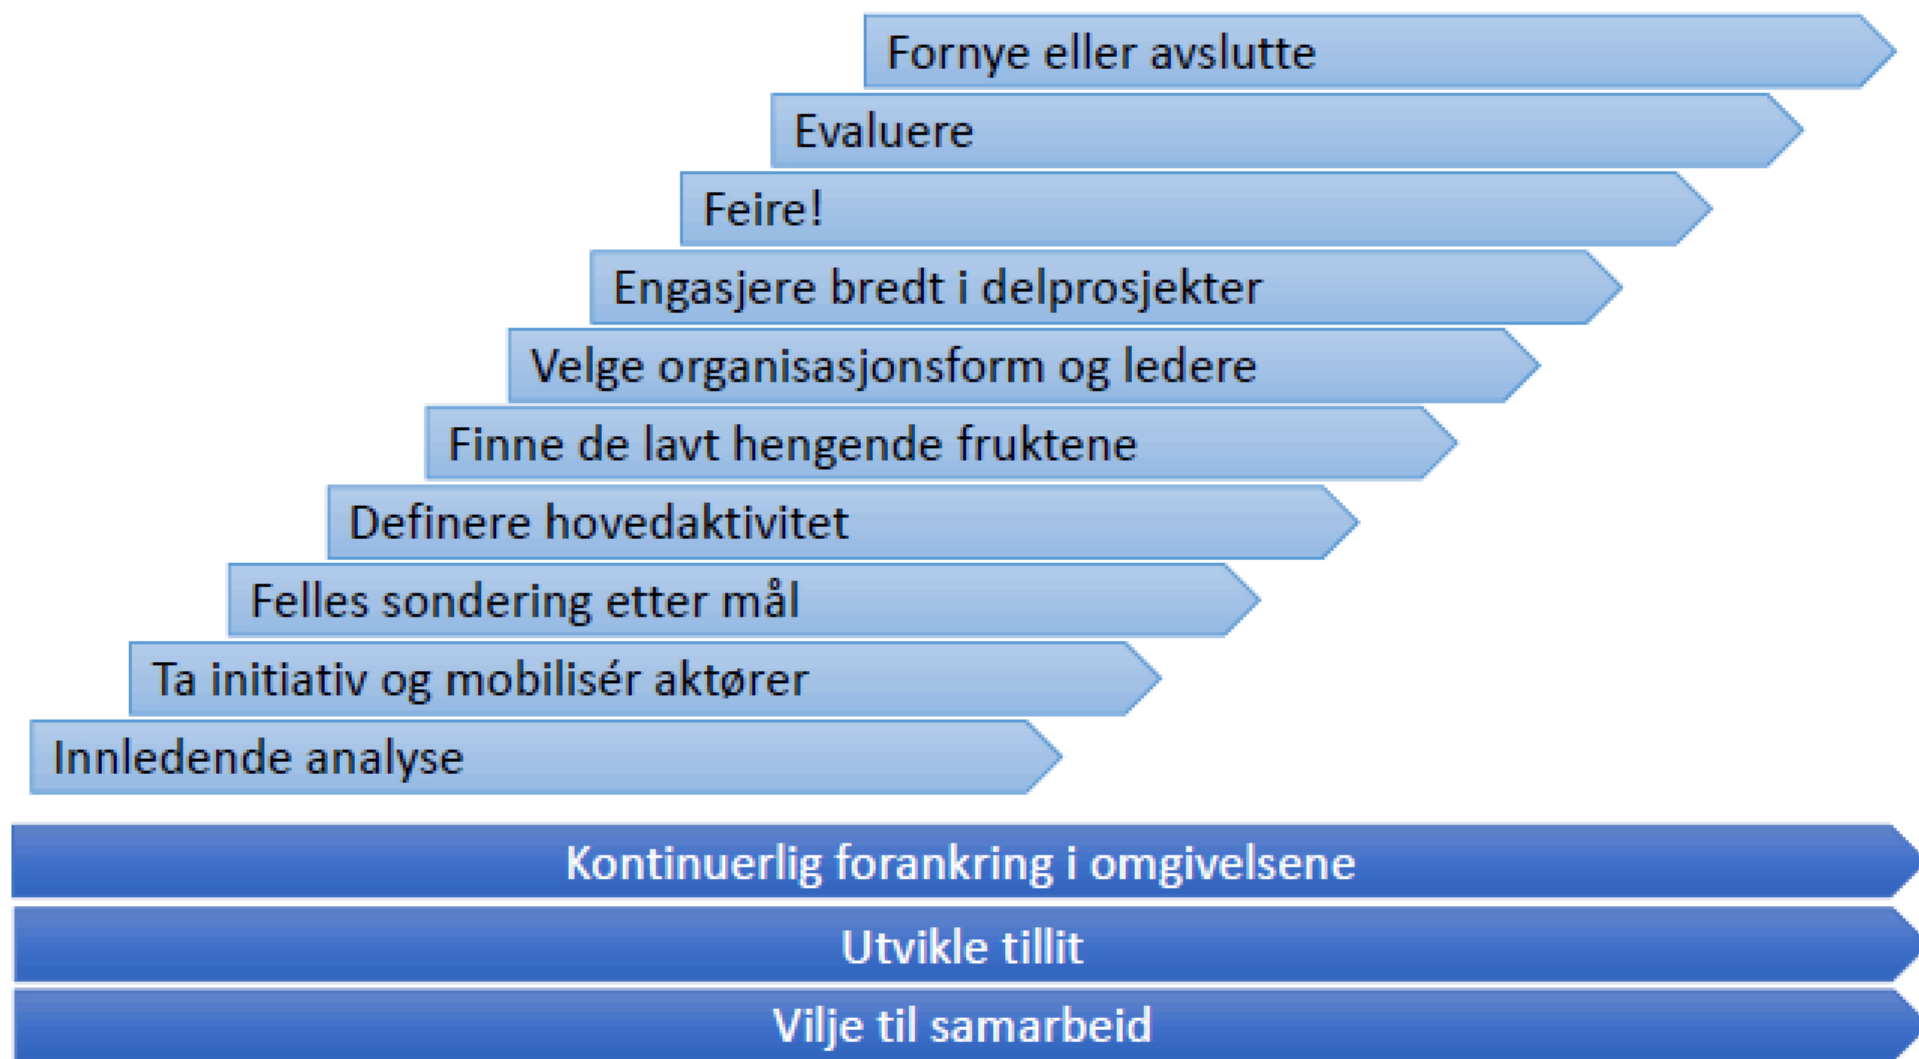 Fornye eller avslutte
Evaluere
Feire!
Engasjere bredt i delprosjekter
Velge organisasjonsform og ledere
Finne de lavt hengende fruktene
Definere hovedaktivitet
Felles sondering etter mål
Ta initiativ og mobilisér aktører
Innledende analyse
Kontinuerlig forankring i omgivelsene
Utvikle tillit
Vilje til samarbeid